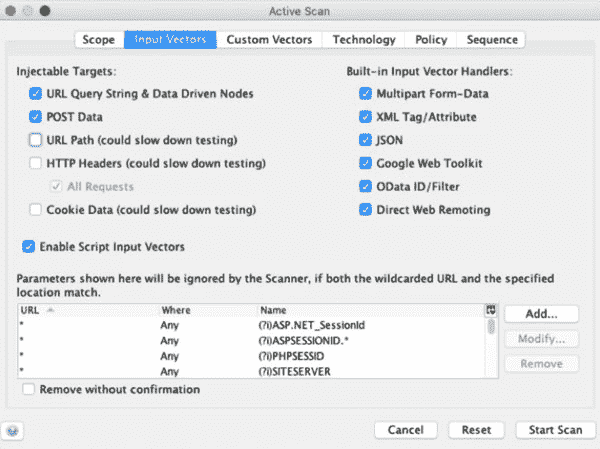 Active Scan
Scope Input Vectors Custom Vectors Technology Policy Sequence
Injectable Targets:
URL Query String & Data Driven Nodes
POST Data
URL Path (could slow down testing)
HTTP Headers (could slow down testing)
All Requests
Cookie Data (could slow down testing)
Enable Script Input Vectors
Built-in Input Vector Handlers:
Multipart Form-Data
XML Tag/Attribute
JSON
Google Web Toolkit
OData ID/Filter
Direct Web Remoting
Parameters shown here will be ignored by the Scanner, if both the wildcarded URL and the specified
location match.
URL Where Name
* Any (?i)ASP.NET_SessionId
* Any (?i)ASPSESSIONID.*
* Any (?i)PHPSESSID
* Any (?i)SITESERVER
Add...
Modify...
Remove
Remove without confirmation
Cancel Reset Start Scan